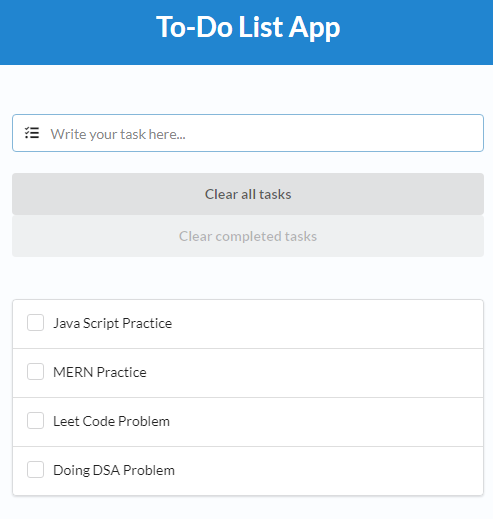 To-Do List App
Write your task here...
Clear all tasks
Clear completed tasks
Java Script Practice
MERN Practice
Leet Code Problem
Doing DSA Problem